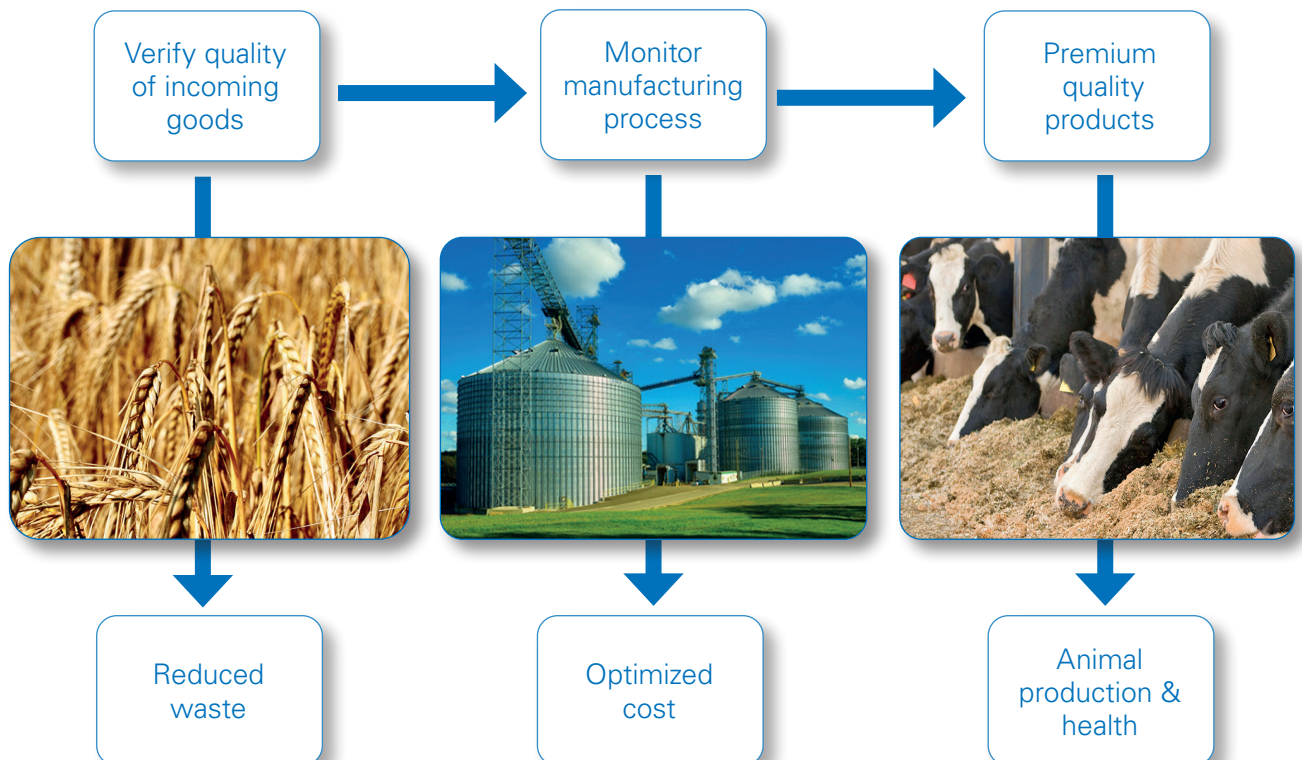 Verify quality
of incoming
goods
Monitor
manufacturing
process
Premium
quality
products
Reduced
waste
Optimized
cost
Animal
production &
health